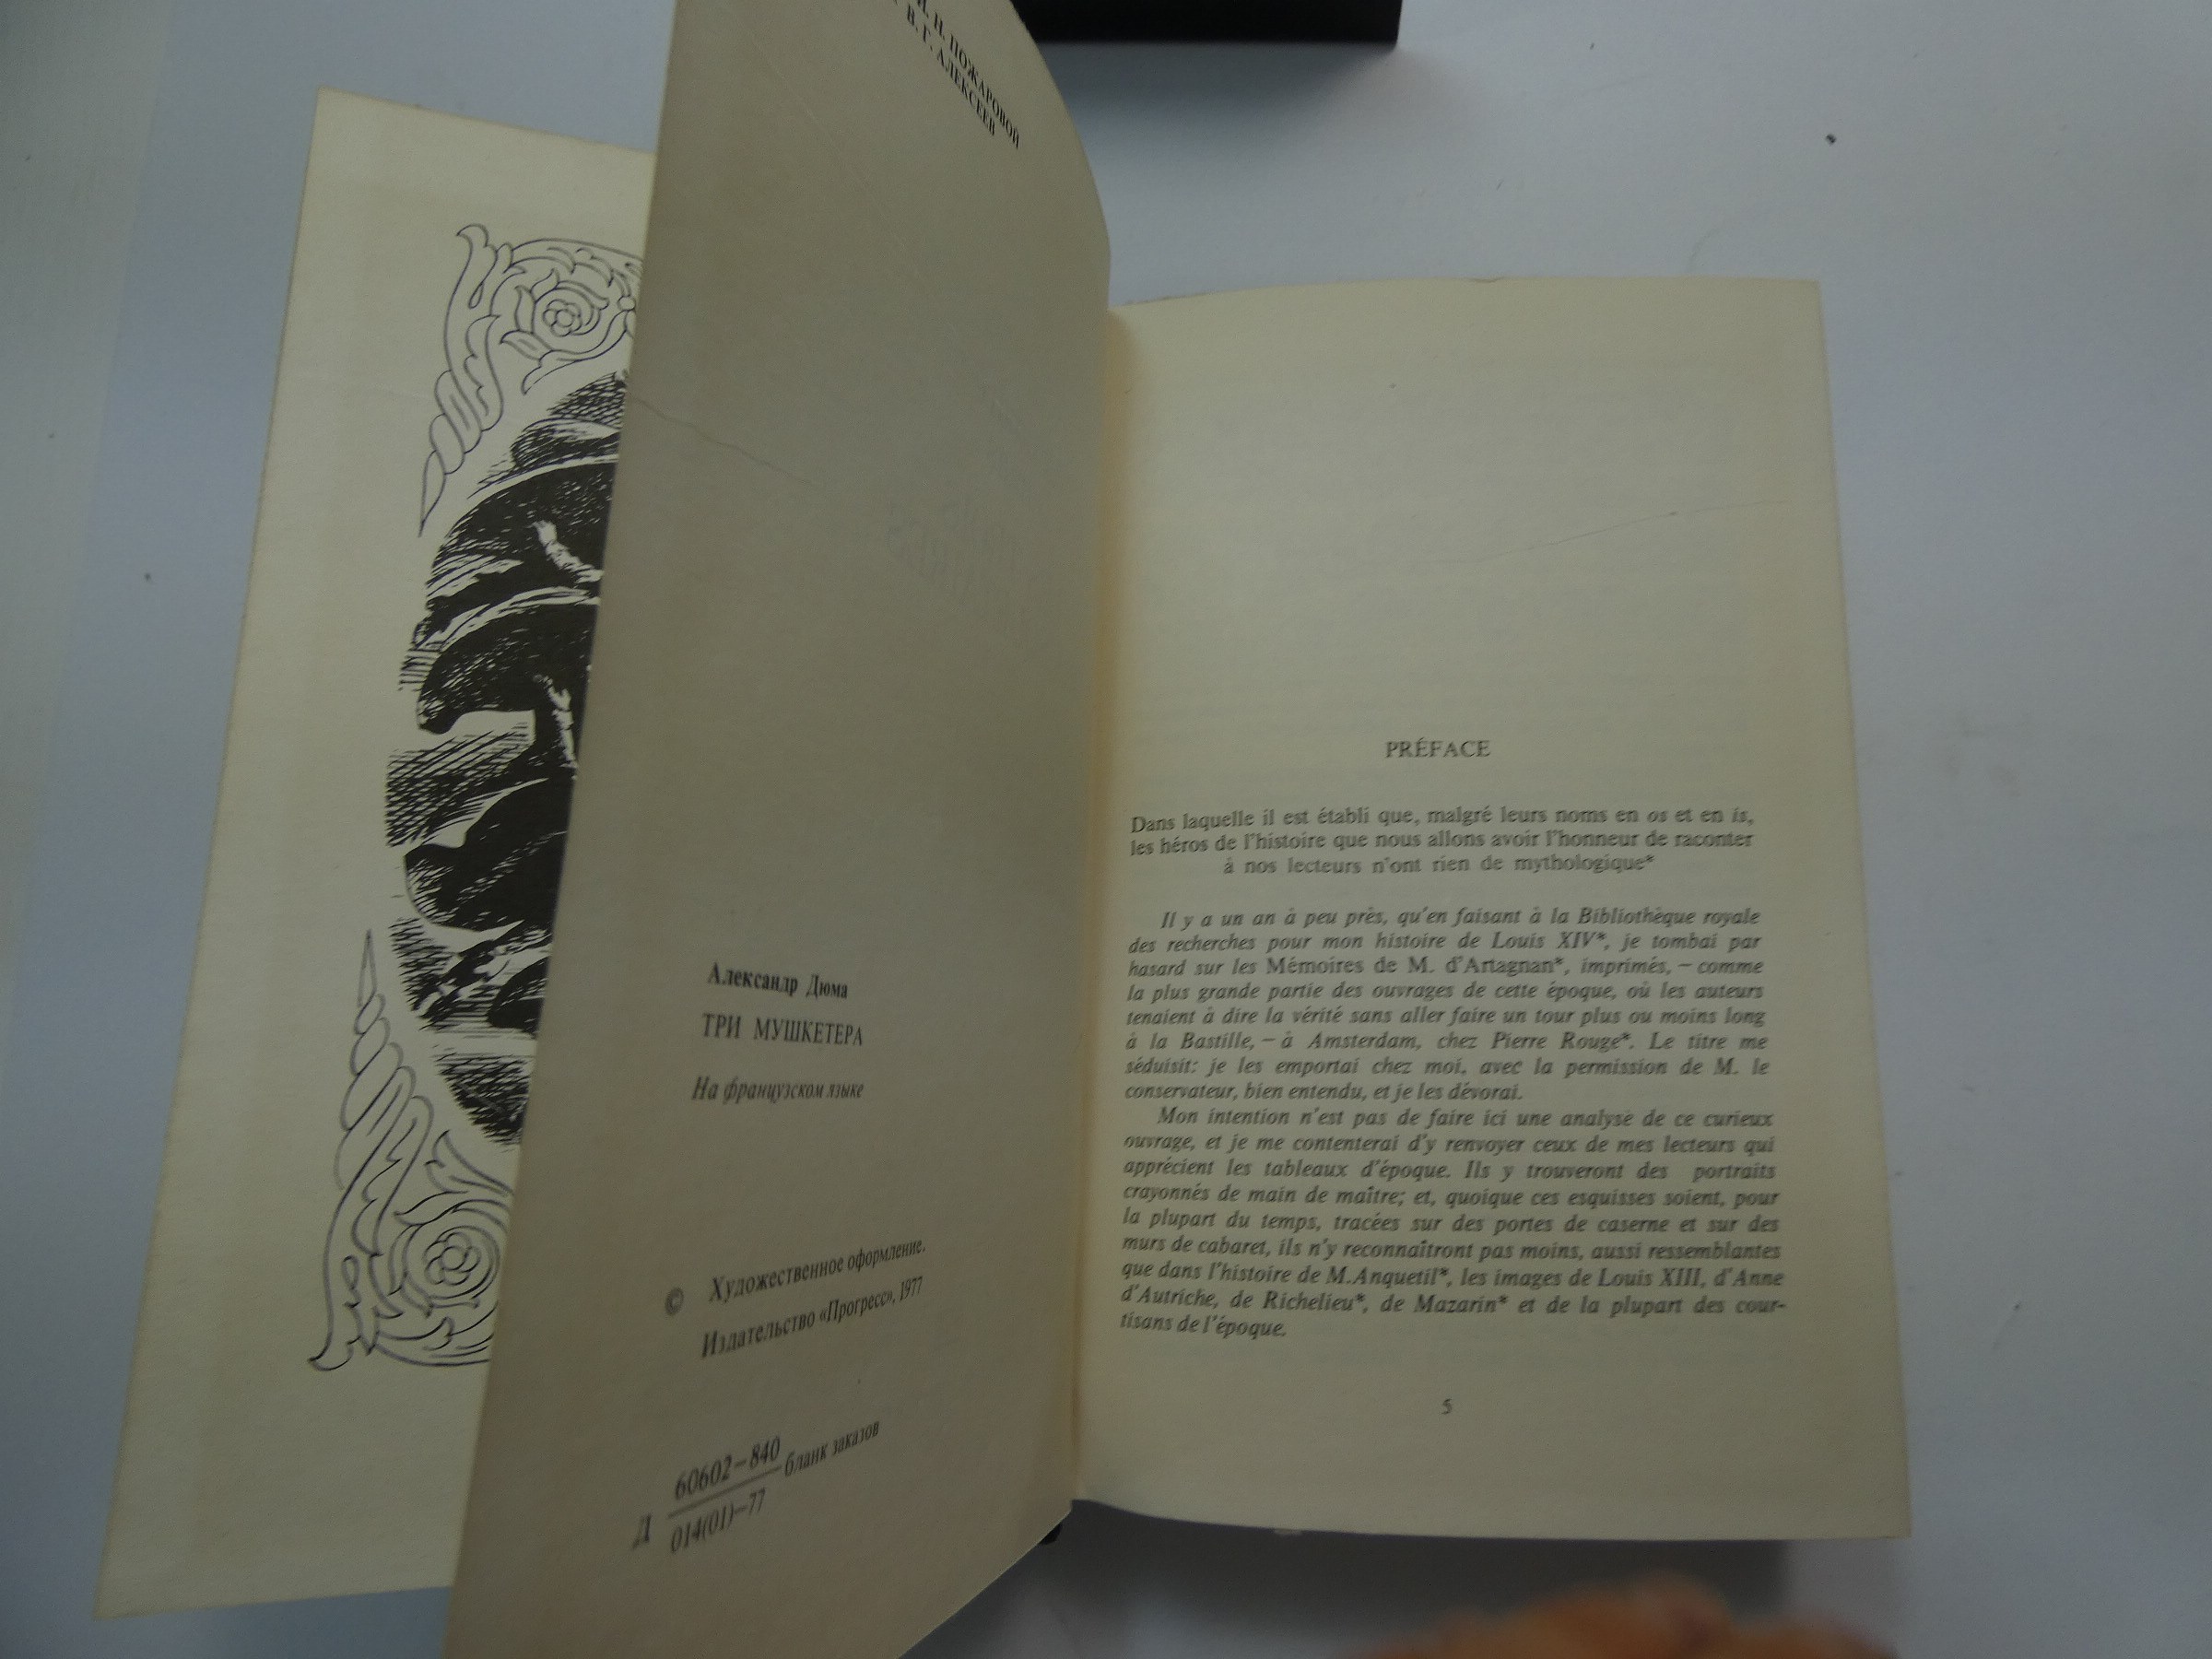 Н. ПОЖАРОВОЙ
В. Г. АЛЕКСЕЕВ
Александр Дюма
ТРИ МУШКЕТЕРА
На французском языке
© Художественное оформление.
Издательство «Прогресс», 1977
Д 60602–840 бланк заказов
014(01)–77
PRÉFACE
Dans laquelle il est établi que, malgré leurs noms en os et en is,
les héros de l'histoire que nous allons avoir l'honneur de raconter
à nos lecteurs n'ont rien de mythologique*
Il y a un an à peu près, qu'en faisant à la Bibliothèque royale
des recherches pour mon histoire de Louis XIV*, je tombai par
hasard sur les Mémoires de M. d'Artagnan*, imprimés, – comme
la plus grande partie des ouvrages de cette époque, où les auteurs
tenaient à dire la vérité sans aller faire un tour plus ou moins long
à la Bastille, – à Amsterdam, chez Pierre Rouge*. Le titre me
séduisit: je les emportai chez moi, avec la permission de M. le
conservateur, bien entendu, et je les dévorai.
Mon intention n'est pas de faire ici une analyse de ce curieux
ouvrage, et je me contenterai d'y renvoyer ceux de mes lecteurs qui
apprécient les tableaux d'époque. Ils y trouveront des portraits
crayonnés de main de maître; et, quoique ces esquisses soient, pour
la plupart du temps, tracées sur des portes de caserne et sur des
murs de cabaret, ils n'y reconnaîtront pas moins, aussi ressemblantes
que dans l'histoire de M.Anquetil*, les images de Louis XIII, d'Anne
d'Autriche, de Richelieu*, de Mazarin* et de la plupart des cour-
tisans de l'époque.
5